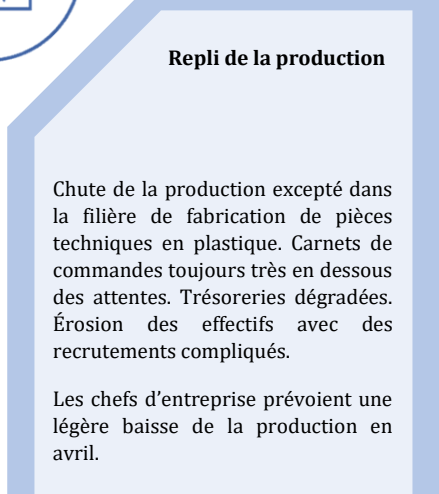 Repli de la production
Chute de la production excepté dans
la filière de fabrication de pièces
techniques en plastique. Carnets de
commandes toujours très en dessous
des attentes. Trésoreries dégradées.
Érosion des effectifs avec des
recrutements compliqués.
Les chefs d’entreprise prévoient une
légère baisse de la production en
avril.